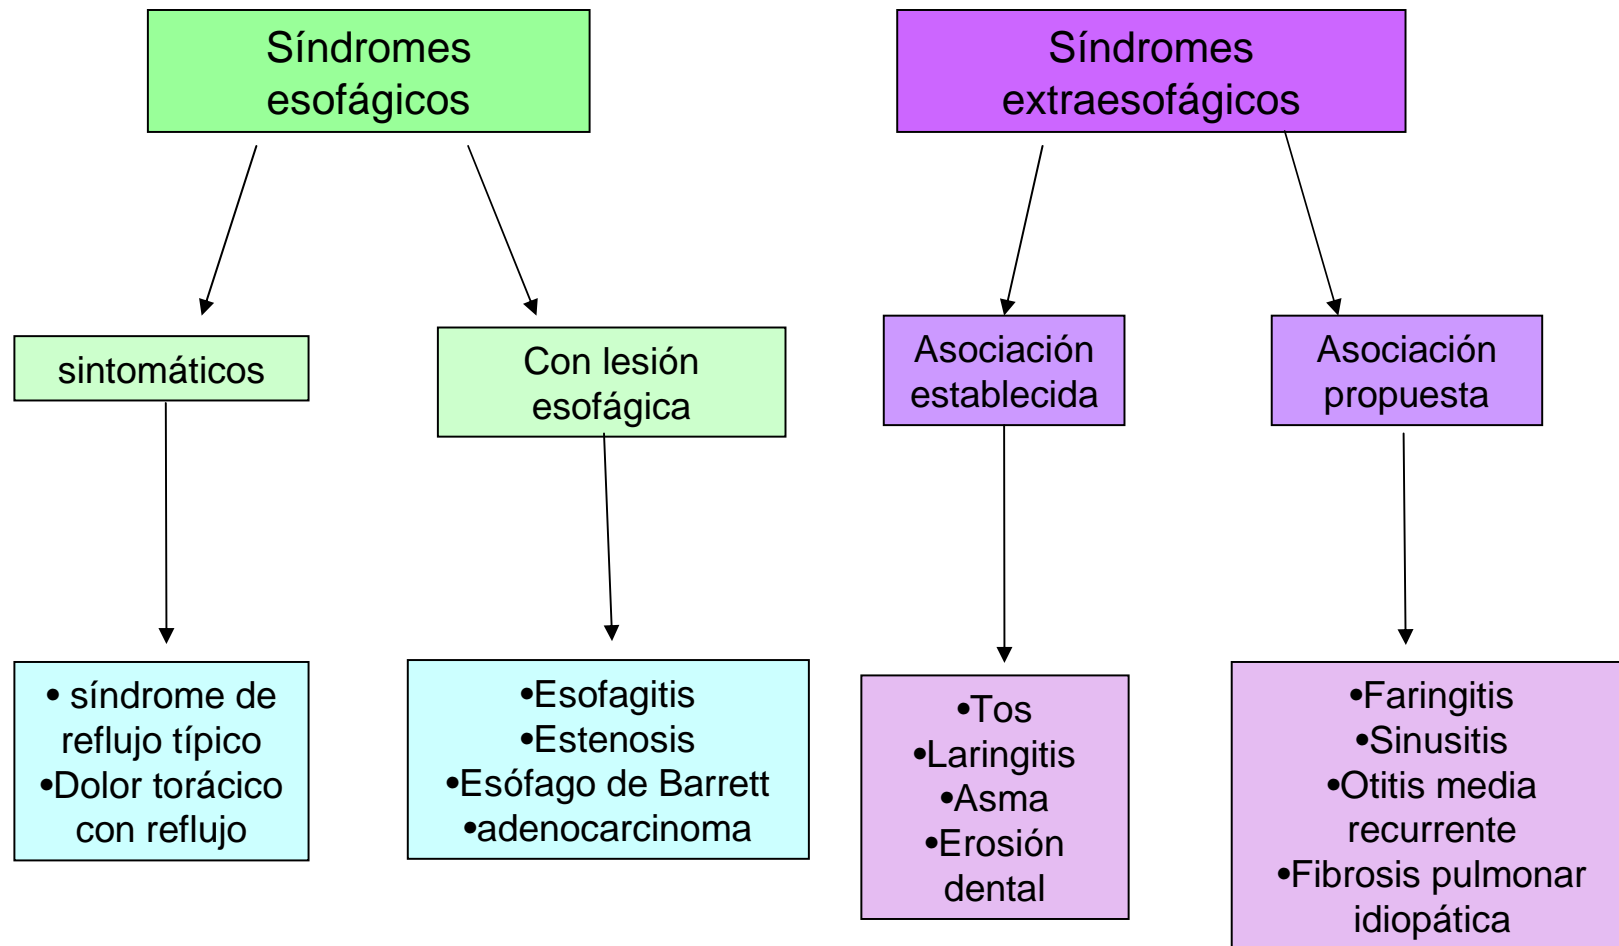 Síndromes
esofágicos
Síndromes
extraesofágicos
sintomáticos
Con lesión
esofágica
Asociación
establecida
Asociación
propuesta
• síndrome de
reflujo típico
•Dolor torácico
con reflujo
•Esofagitis
•Estenosis
•Esófago de Barrett
•adenocarcinoma
•Tos
•Laringitis
•Asma
•Erosión
dental
•Faringitis
•Sinusitis
•Otitis media
recurrente
•Fibrosis pulmonar
idiopática